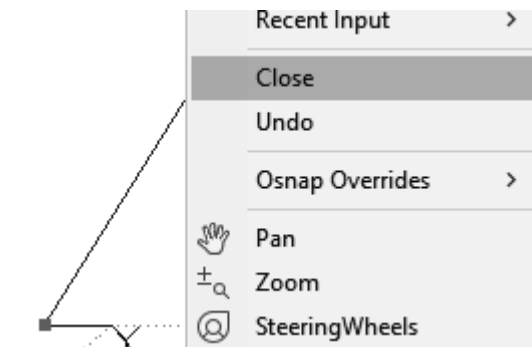 Recent Input
Close
Undo
Osnap Overrides
Pan
Zoom
SteeringWheels